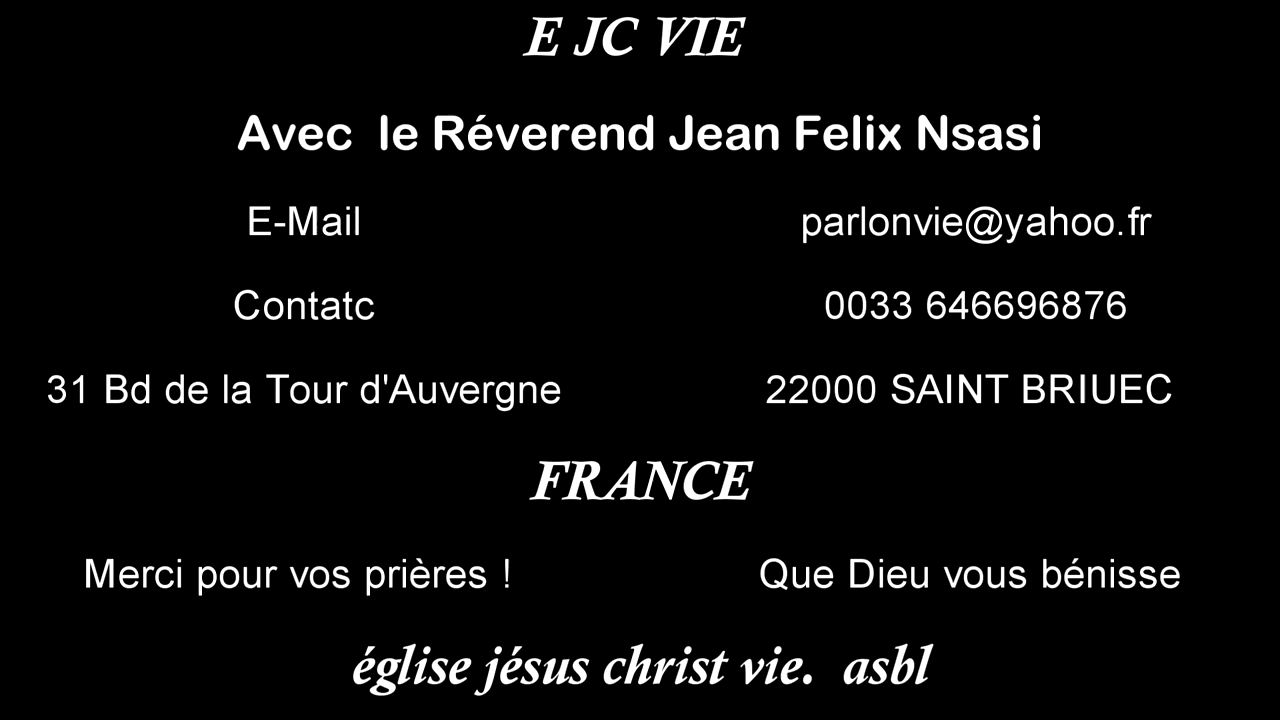 E JC VIE
Avec le Réverend Jean Felix Nsasi
E-Mail parlonvie@yahoo.fr
Contatc 0033 646696876
31 Bd de la Tour d'Auvergne 22000 SAINT BRIUEC
FRANCE
Merci pour vos prières ! Que Dieu vous bénisse
église jésus christ vie. asbl